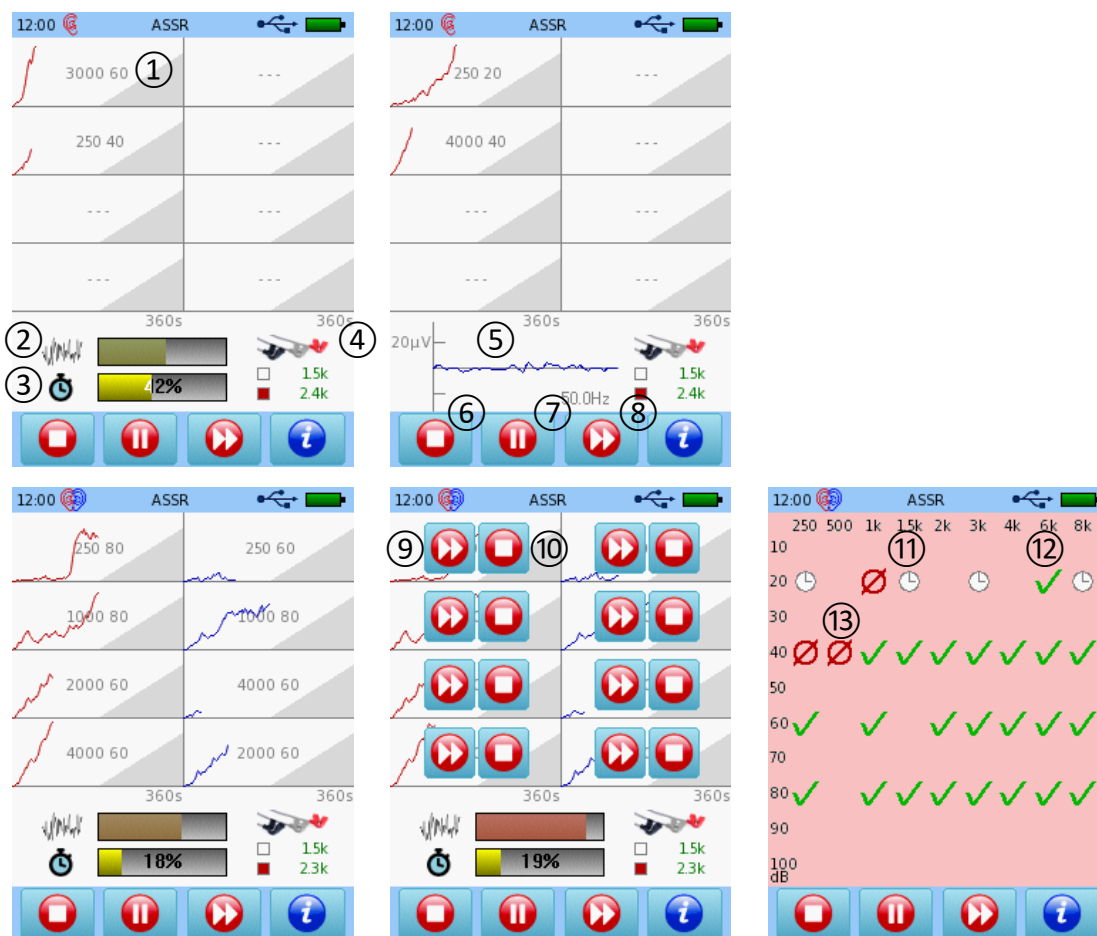 12:00 ASSR
3000 60 ① ---
250 40 ---
--- ---
--- ---
360s 360s
② ④
③ 42%
1.5k
2.4k
12:00 ASSR
250 20 ---
4000 40 ---
--- ---
--- ---
360s 360s
20µV ⑤
50.0Hz
1.5k
2.4k
⑥ ⑦ ⑧
i
i
12:00 ASSR
250 80 250 60
1000 80 1000 80
2000 60 4000 60
4000 60 2000 60
360s 360s
1.5k
18% 2.3k
i
12:00 ASSR
⑨ ⑩
360s 360s
1.5k
19% 2.3k
i
12:00 ASSR
250 500 1k 1.5k 2k 3k 4k 6k 8k
10 ⑪ ⑫
20
30 ⑬
40
50
60
70
80
90
100
dB
i